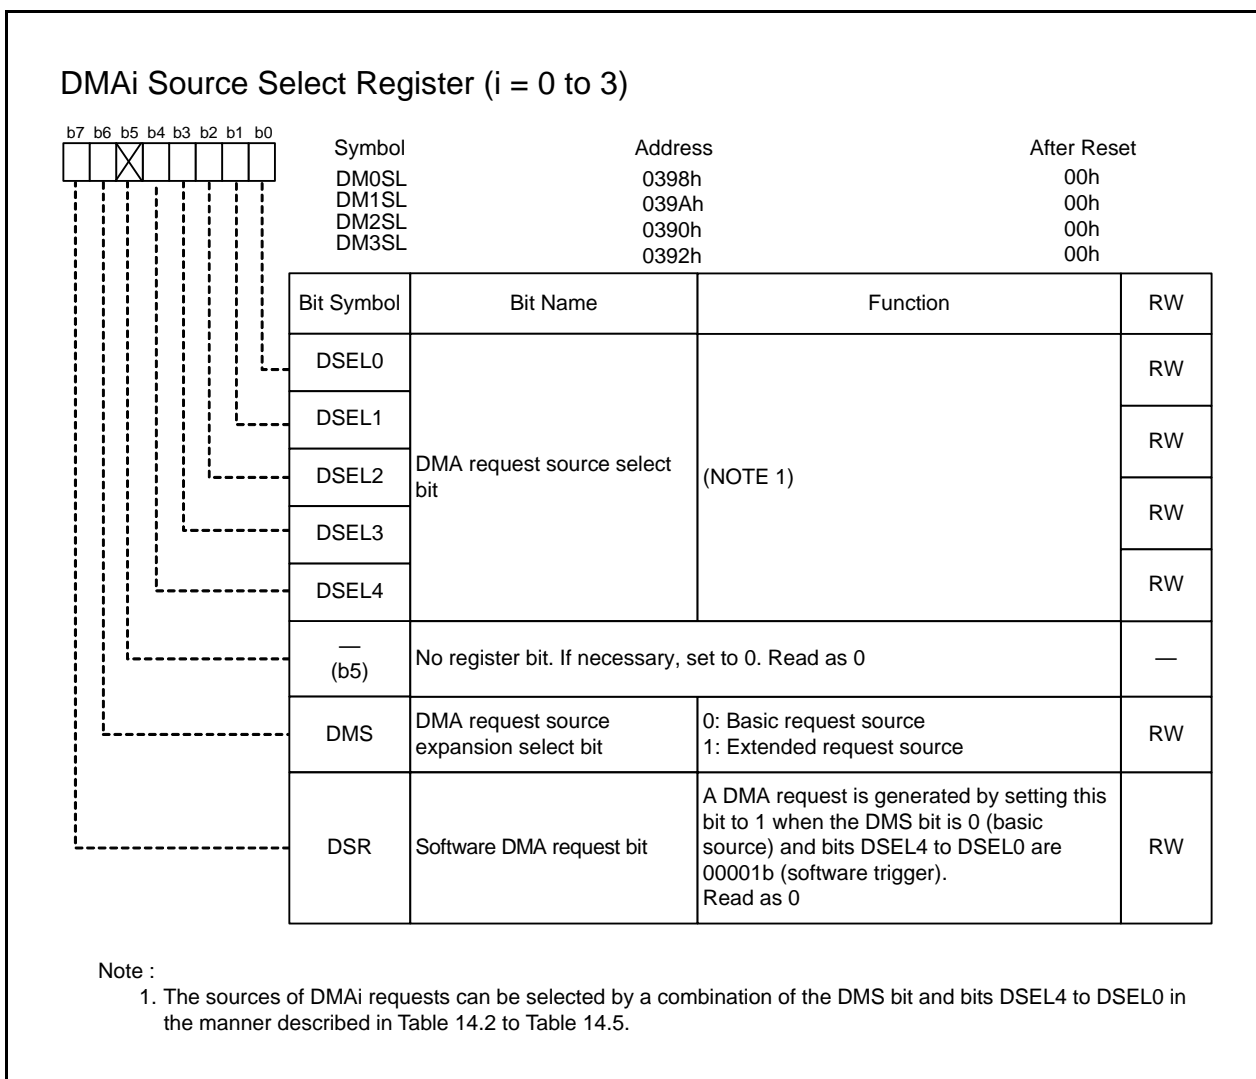 DMAi Source Select Register (i = 0 to 3)
b7 b6 b5 b4 b3 b2 b1 b0
Symbol Address After Reset
DM0SL 0398h 00h
DM1SL 039Ah 00h
DM2SL 0390h 00h
DM3SL 0392h 00h
Bit Symbol Bit Name Function RW
DSEL0 RW
DSEL1 RW
DMA request source select
bit
(NOTE 1)
DSEL2
DSEL3 RW
DSEL4 RW
—
(b5)
No register bit. If necessary, set to 0. Read as 0 —
DMS
DMA request source
expansion select bit
0: Basic request source
1: Extended request source
RW
DSR
Software DMA request bit
A DMA request is generated by setting this
bit to 1 when the DMS bit is 0 (basic
source) and bits DSEL4 to DSEL0 are
00001b (software trigger).
Read as 0
RW
Note :
1. The sources of DMAi requests can be selected by a combination of the DMS bit and bits DSEL4 to DSEL0 in
the manner described in Table 14.2 to Table 14.5.